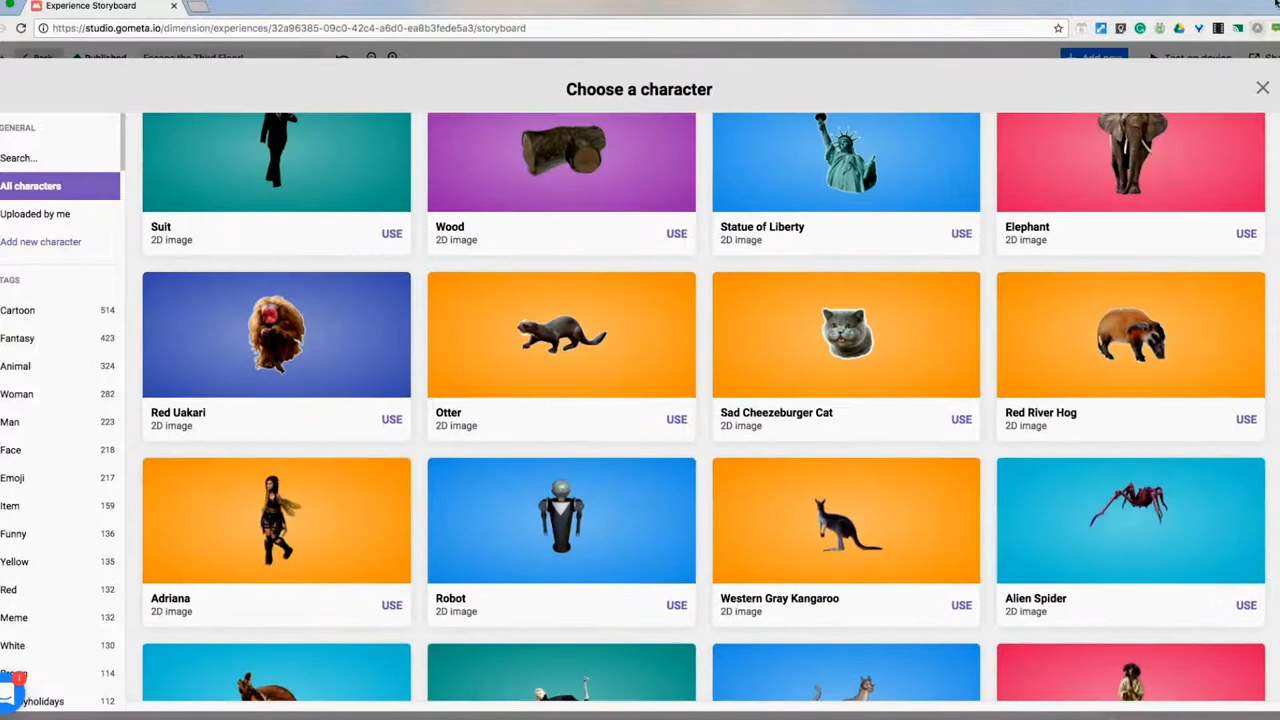 Experience Storyboard
https://studio.gometa.io/dimension/experiences/32a96385-09c0-42c4-a6d0-ea8b3fede5a3/storyboard
Choose a character
GENERAL
Search...
All characters
Uploaded by me
Add new character
TAGS
Cartoon 514
Fantasy 423
Animal 324
Woman 282
Man 223
Face 218
Emoji 217
Item 159
Funny 136
Yellow 135
Red 132
Meme 132
White 130
114
112
Suit
2D image
USE
Wood
2D image
USE
Statue of Liberty
2D image
USE
Elephant
2D image
USE
Red Uakari
2D image
USE
Otter
2D image
USE
Sad Cheezeburger Cat
2D image
USE
Red River Hog
2D image
USE
Adriana
2D image
USE
Robot
2D image
USE
Western Gray Kangaroo
2D image
USE
Alien Spider
2D image
USE